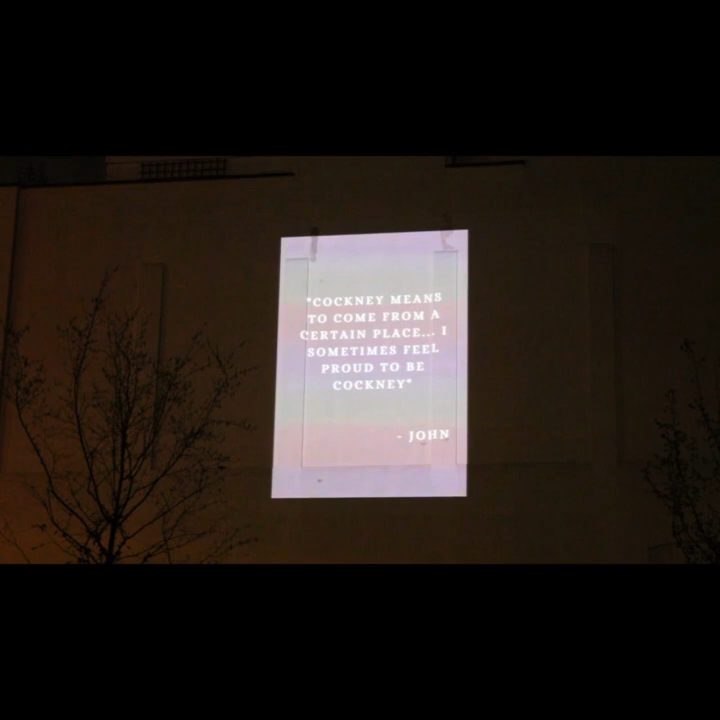 "COCKNEY MEANS
TO COME FROM A
CERTAIN PLACE... I
SOMETIMES FEEL
PROUD TO BE
COCKNEY"
- JOHN